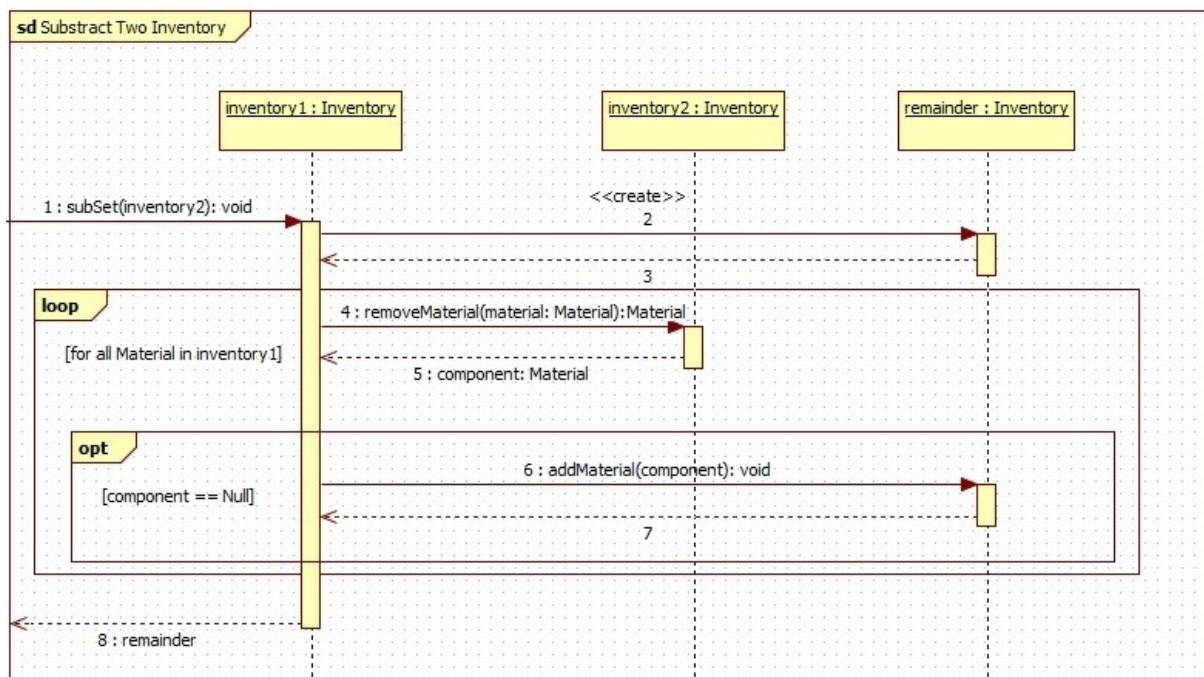 sd Substract Two Inventory
inventory1 : Inventory
inventory2 : Inventory
remainder : Inventory
<<create>>
1 : subSet(inventory2): void
2
3
loop
4 : removeMaterial(material: Material):Material
[for all Material in inventory1]
5 : component: Material
opt
6 : addMaterial(component): void
[component == Null]
7
8 : remainder